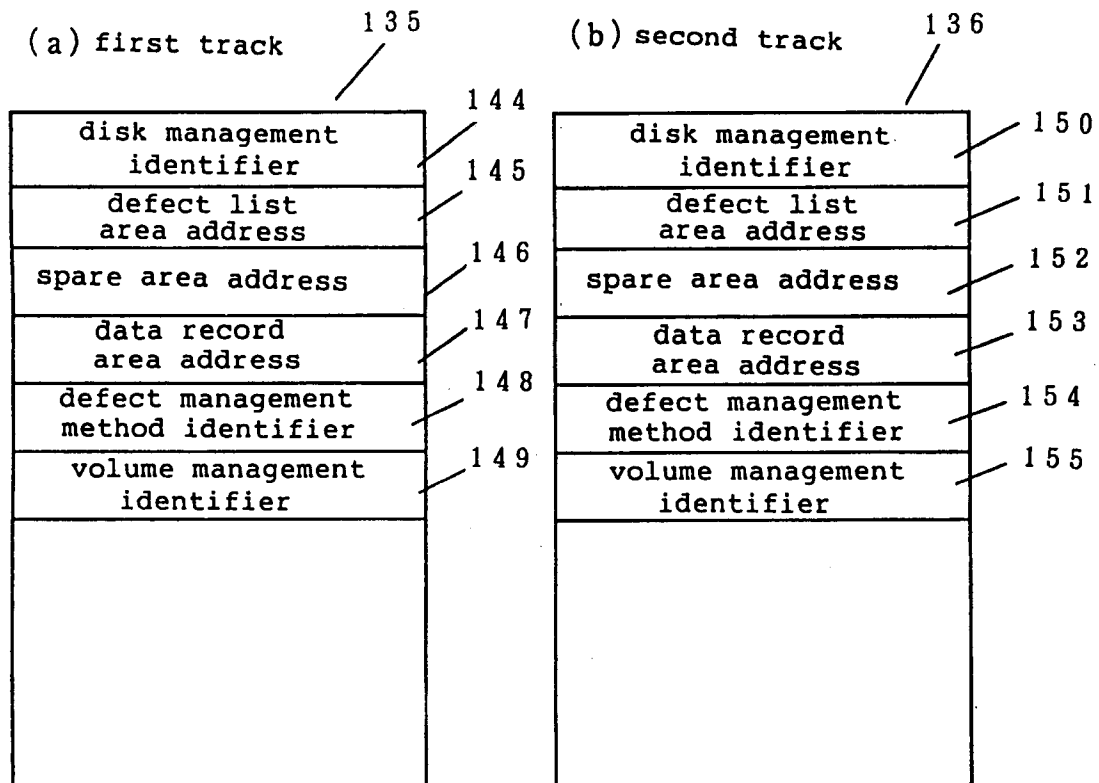 (a) first track
135
disk management
identifier
144
defect list
area address
145
spare area address
146
data record
area address
147
defect management
method identifier
148
volume management
identifier
149
(b) second track
136
disk management
identifier
150
defect list
area address
151
spare area address
152
data record
area address
153
defect management
method identifier
154
volume management
identifier
155